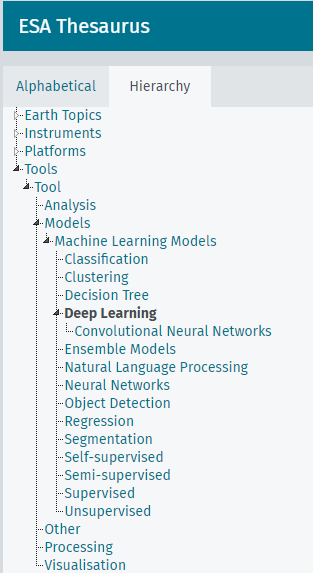 ESA Thesaurus
Alphabetical Hierarchy
Earth Topics
Instruments
Platforms
Tools
Tool
Analysis
Models
Machine Learning Models
Classification
Clustering
Decision Tree
Deep Learning
Convolutional Neural Networks
Ensemble Models
Natural Language Processing
Neural Networks
Object Detection
Regression
Segmentation
Self-supervised
Semi-supervised
Supervised
Unsupervised
Other
Processing
Visualisation